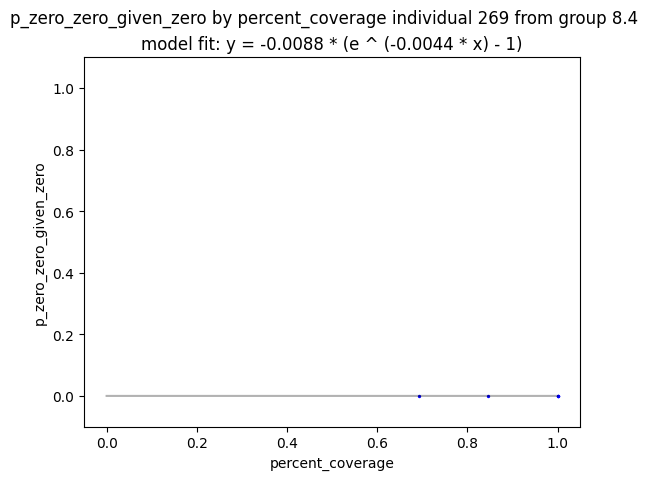 p_zero_zero_given_zero by percent_coverage individual 269 from group 8.4
model fit: y = -0.0088 * (e ^ (-0.0044 * x) - 1)
1.0
0.8
0.6
0.4
0.2
0.0
p_zero_zero_given_zero
0.0 0.2 0.4 0.6 0.8 1.0
percent_coverage